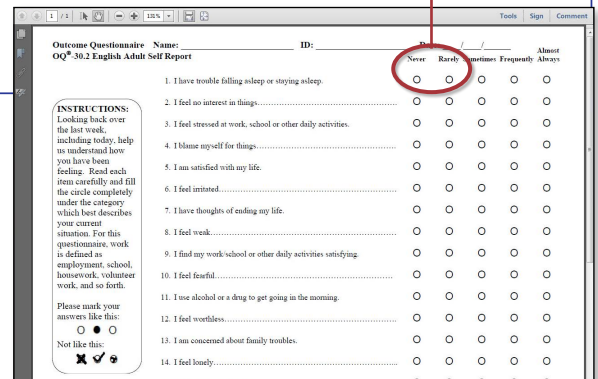 1 / 1
131%
Tools Sign Comment
Outcome Questionnaire Name: ____________ ID: ____________ /___/
OQ®-30.2 English Adult Self Report
Never Rarely Sometimes Frequently Almost Always
1. I have trouble falling asleep or staying asleep.
2. I feel no interest in things
3. I feel stressed at work, school or other daily activities.
4. I blame myself for things
5. I am satisfied with my life.
6. I feel irritated
7. I have thoughts of ending my life.
8. I feel weak
9. I find my work/school or other daily activities satisfying.
10. I feel fearful
11. I use alcohol or a drug to get going in the morning.
12. I feel worthless
13. I am concerned about family troubles.
14. I feel lonely
INSTRUCTIONS:
Looking back over
the last week,
including today, help
us understand how
you have been
feeling. Read each
item carefully and fill
the circle completely
under the category
which best describes
your current
situation. For this
questionnaire, work
is defined as
employment, school,
housework, volunteer
work, and so forth.
Please mark your
answers like this:
Not like this: